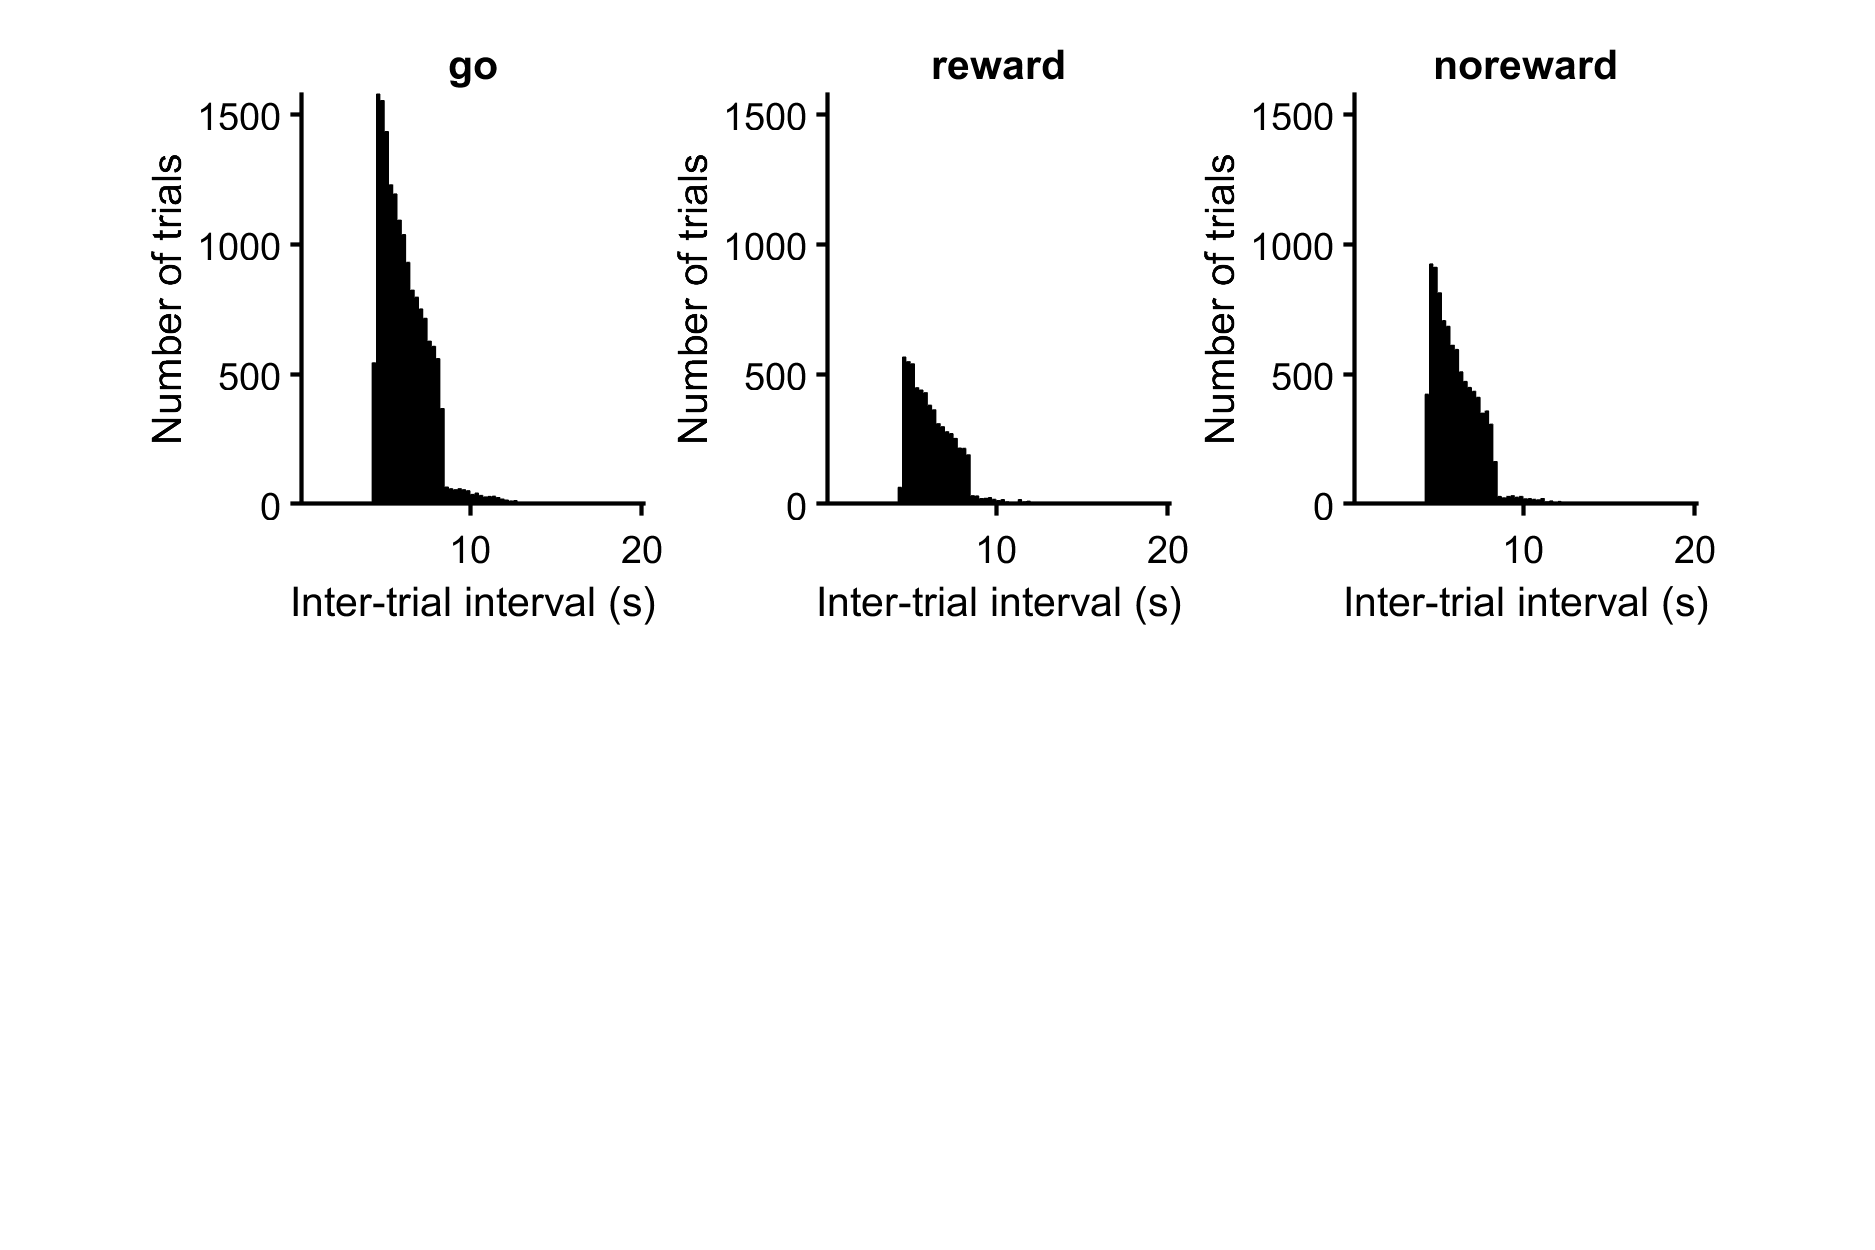 go
1500
1000
500
0
10
20
Number of trials
Inter-trial interval (s)
reward
1500
1000
500
0
10
20
Number of trials
Inter-trial interval (s)
noreward
1500
1000
500
0
10
20
Number of trials
Inter-trial interval (s)